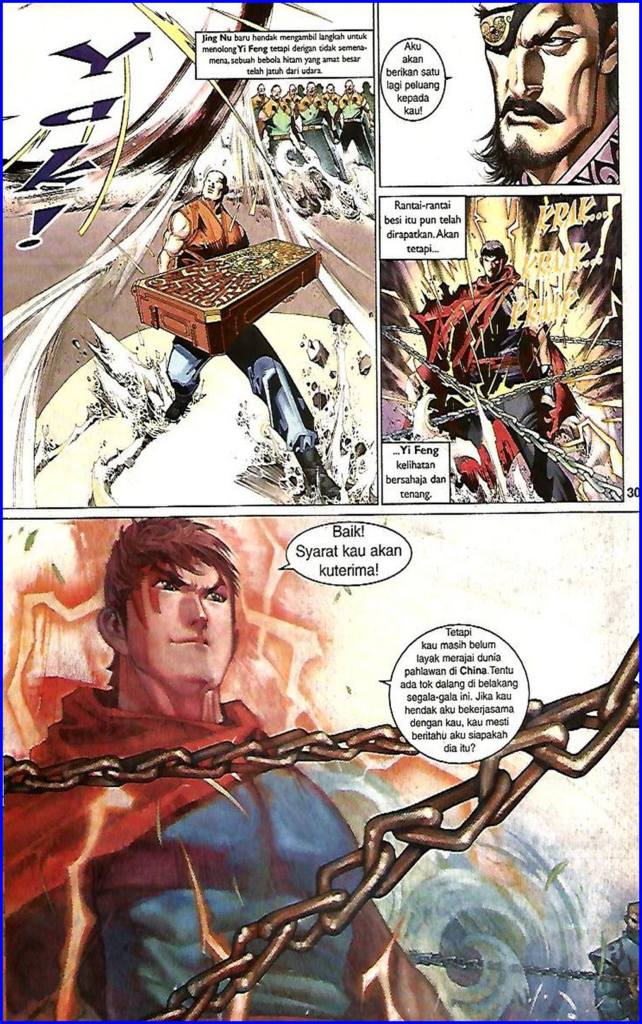 Jing Nu baru hendak mengambil langkah untuk
menolong Yi Feng tetapi dengan tidak semena-
mena, sebuah bebola hitam yang amat besar
telah jatuh dari udara.
Aku
akan
berikan satu
lagi peluang
kepada
kau!
Rantai-rantai
besi itu pun telah
dirapatkan. Akan
tetapi...
KRAK...
KRAAK...
KRAAK
...Yi Feng
kelihatan
bersahaja dan
tenang.
30
Baik!
Syarat kau akan
kuterima!
Tetapi
kau masih belum
layak merajai dunia
pahlawan di China. Tentu
ada tok dalang di belakang
segala-gala ini. Jika kau
hendak aku bekerjasama
dengan kau, kau mesti
beritahu aku siapakah
dia itu?